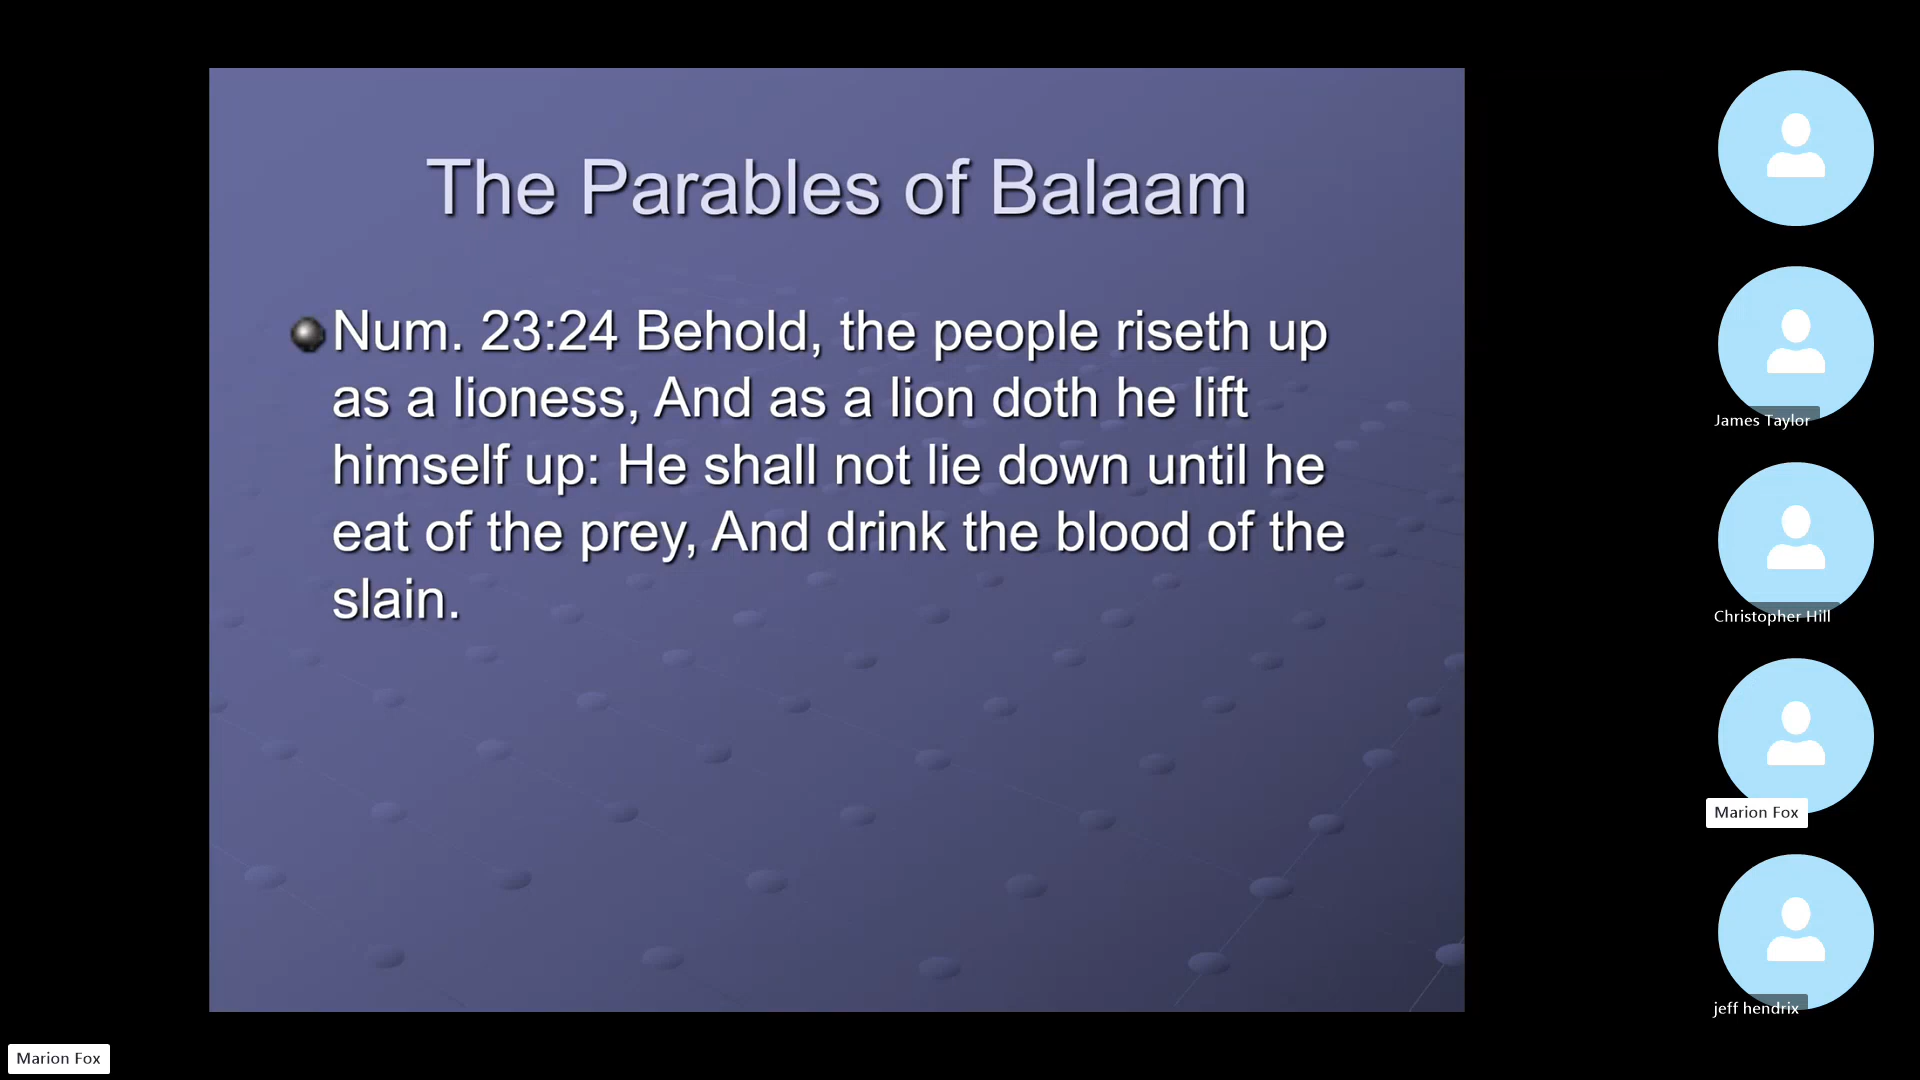 The Parables of Balaam
Num. 23:24 Behold, the people riseth up
as a lioness, And as a lion doth he lift
himself up: He shall not lie down until he
eat of the prey, And drink the blood of the
slain.
James Taylor
Christopher Hill
Marion Fox
jeff hendrix
Marion Fox